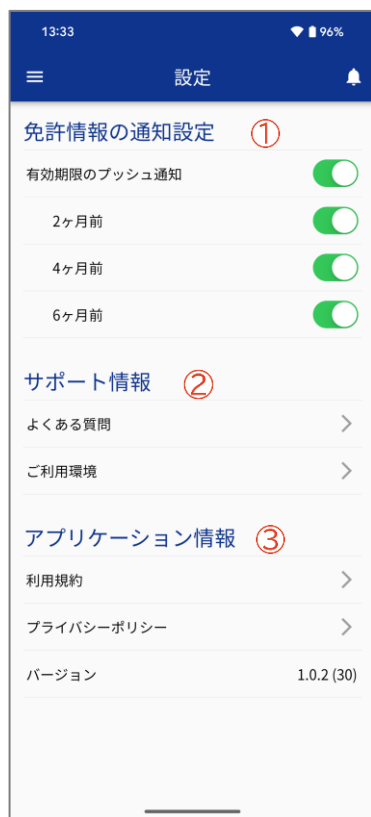 13:33 96%
設定
免許情報の通知設定 ①
有効期限のプッシュ通知
2ヶ月前
4ヶ月前
6ヶ月前
サポート情報 ②
よくある質問
ご利用環境
アプリケーション情報 ③
利用規約
プライバシーポリシー
バージョン 1.0.2 (30)